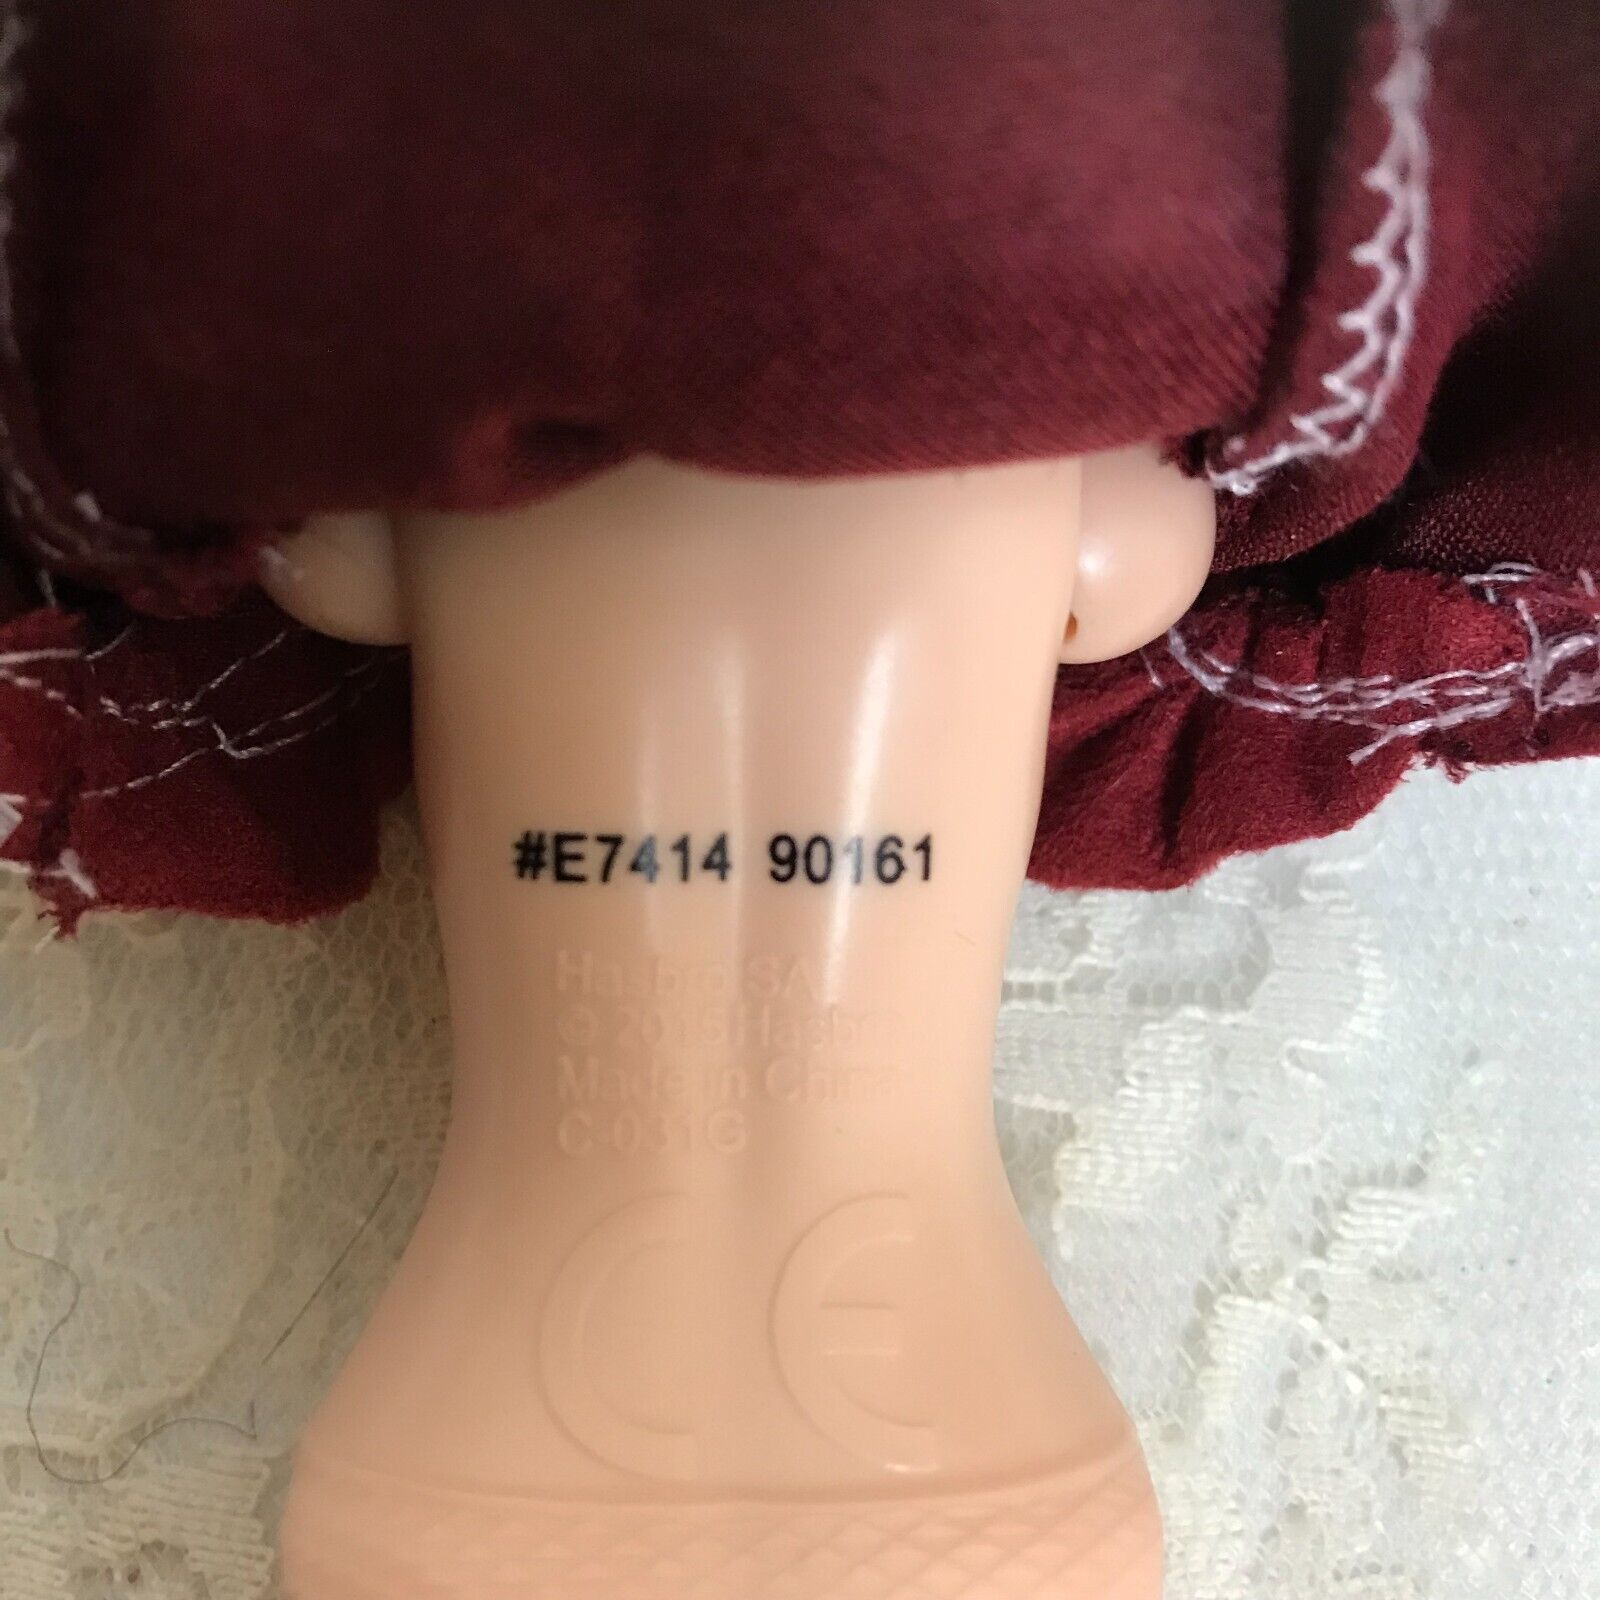 #E7414 90161
Hasbro SA
© 2015 Hasbro
Made in China
C-031G
CE